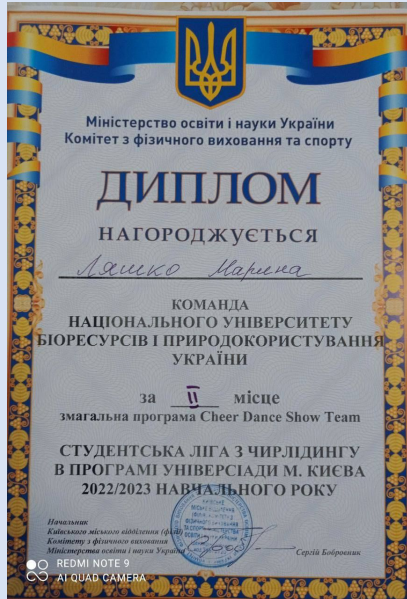 Міністерство освіти і науки України
Комітет з фізичного виховання та спорту
ДИПЛОМ
НАГОРОДЖУЄТЬСЯ
Ляшко Марина
КОМАНДА
НАЦІОНАЛЬНОГО УНІВЕРСИТЕТУ
БІОРЕСУРСІВ І ПРИРОДОКОРИСТУВАННЯ
УКРАЇНИ
за II місце
змагальна програма Cheer Dance Show Team
СТУДЕНТСЬКА ЛІГА З ЧИРЛІДИНГУ
В ПРОГРАМІ УНІВЕРСІАДИ М. КИЄВА
2022/2023 НАВЧАЛЬНОГО РОКУ
Начальник
Київського міського відділення (філії)
Комітету з фізичного виховання
Міністерства освіти і науки України
Сергій Бобровник
REDMI NOTE 9
AI QUAD CAMERA